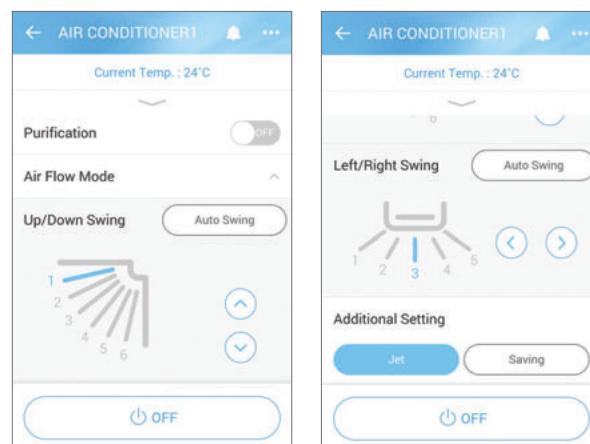 AIR CONDITIONER1
Current Temp. : 24°C
Purification
OFF
Air Flow Mode
Up/Down Swing
Auto Swing
1
2
3
4
5
6
OFF
AIR CONDITIONER1
Current Temp. : 24°C
6
Left/Right Swing
Auto Swing
1 2 3 4 5
Additional Setting
Jet
Saving
OFF